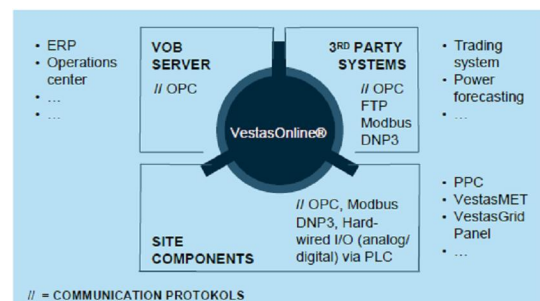 • ERP
• Operations
center
• …
• …
VOB
SERVER
// OPC
3RD PARTY
SYSTEMS
// OPC
FTP
Modbus
DNP3
• Trading
system
• Power
forecasting
• …
VestasOnline®
SITE
COMPONENTS
// OPC, Modbus
DNP3, Hard-
wired I/O (analog/
digital) via PLC
• PPC
• VestasMET
• VestasGrid
Panel
• …
// = COMMUNICATION PROTOKOLS